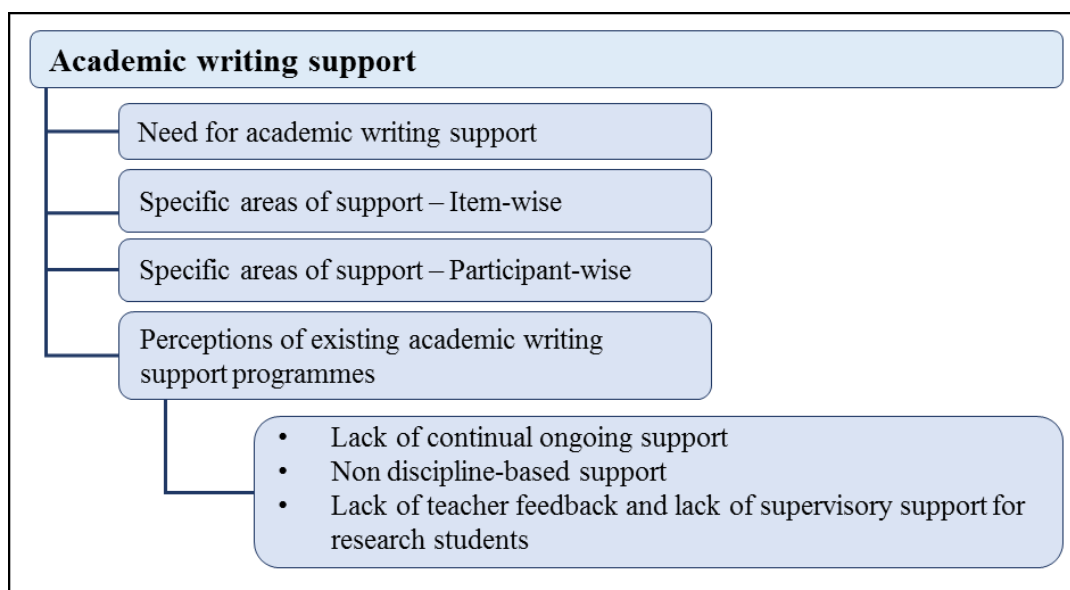 Academic writing support
Need for academic writing support
Specific areas of support – Item-wise
Specific areas of support – Participant-wise
Perceptions of existing academic writing
support programmes
• Lack of continual ongoing support
• Non discipline-based support
• Lack of teacher feedback and lack of supervisory support for
research students